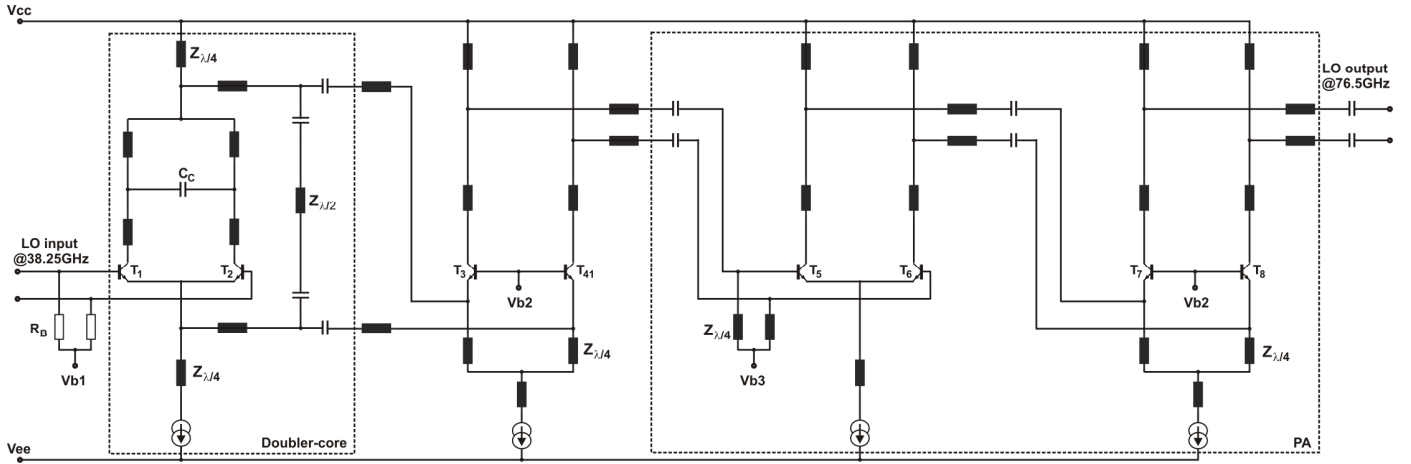 Vcc
Zλ/4
LO output
@76.5GHz
CC
Zλ/2
LO input
@38.25GHz
T1
T2
T3
T41
T5
T6
T7
T8
Vb2
Vb2
RB
Zλ/4
Zλ/4
Zλ/4
Zλ/4
Vb1
Vb3
Doubler-core
PA
Vee